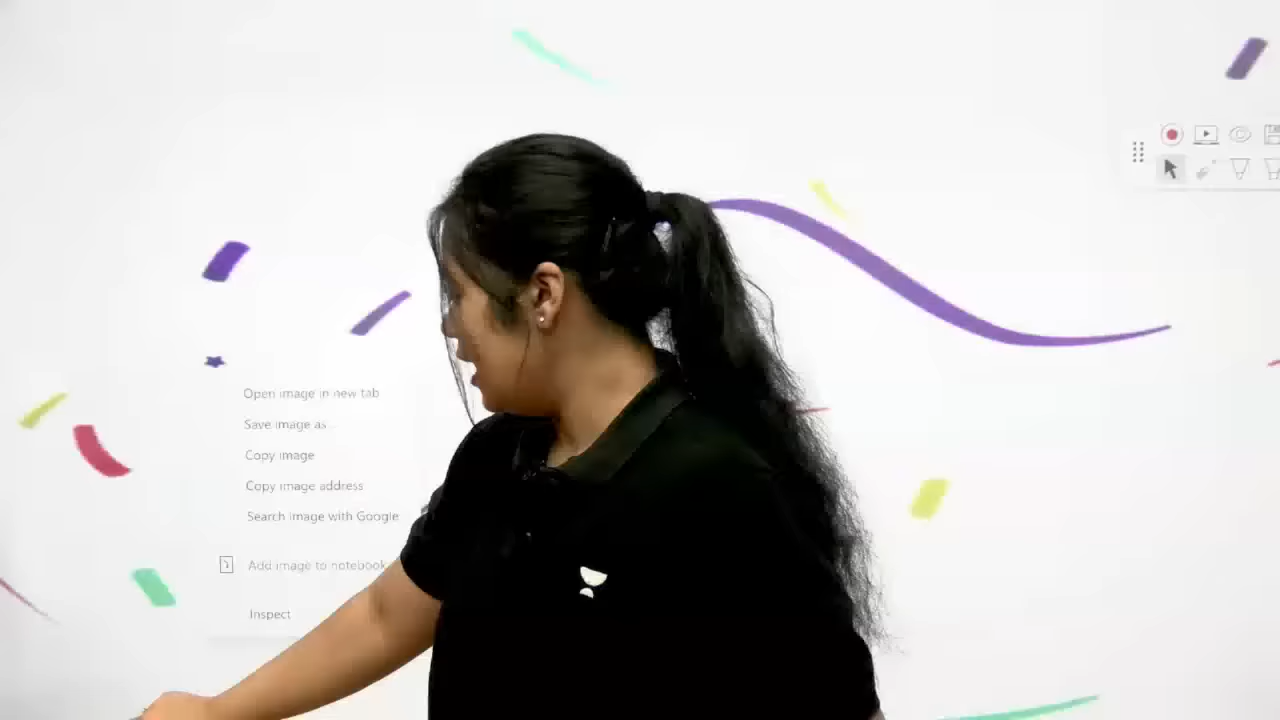 Open image in new tab
Save image as
Copy image
Copy image address
Search image with Google
Add image to notebook
Inspect